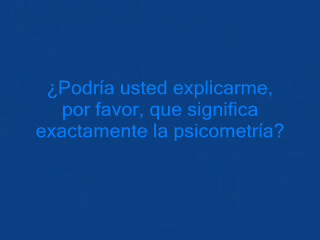 ¿Podría usted explicarme,
por favor, que significa
exactamente la psicometría?